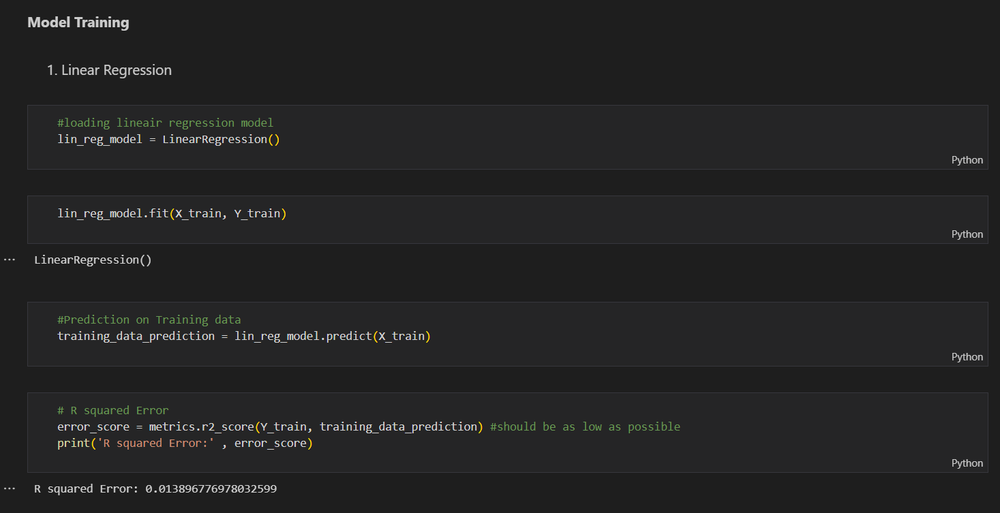 Model Training
1. Linear Regression
#loading lineair regression model
lin_reg_model = LinearRegression()
Python
lin_reg_model.fit(X_train, Y_train)
Python
... LinearRegression()
#Prediction on Training data
training_data_prediction = lin_reg_model.predict(X_train)
Python
# R squared Error
error_score = metrics.r2_score(Y_train, training_data_prediction) #should be as low as possible
print('R squared Error:' , error_score)
Python
... R squared Error: 0.013896776978032599